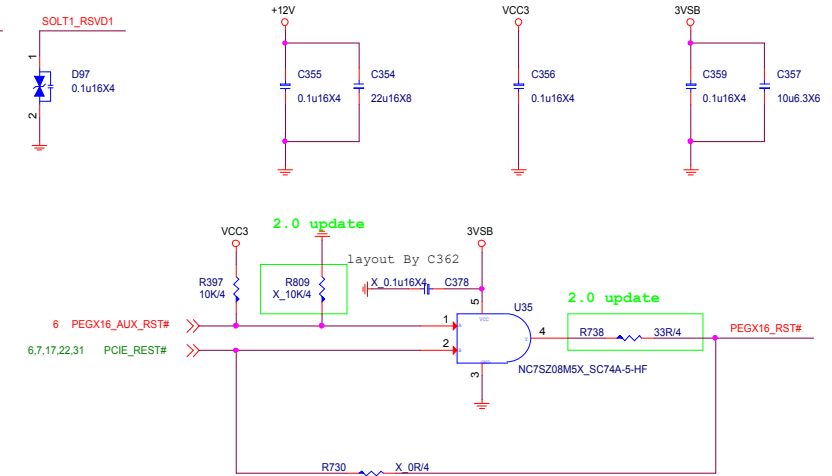 SOLT1_RSVD1
1
D97
0.1u16X4
2
+12V
C355
0.1u16X4
C354
22u16X8
VCC3
C356
0.1u16X4
3VSB
C359
0.1u16X4
C357
10u6.3X6
2.0 update
VCC3
3VSB
layout By C362
R397
10K/4
R809
X_10K/4
X_0.1u16X4
C378
5
U35
VCC
2.0 update
6 PEGX16_AUX_RST#
1
4
R738
33R/4
PEGX16_RST#
6,7,17,22,31 PCIE_REST#
2
3
NC7SZ08M5X_SC74A-5-HF
R730
X_0R/4